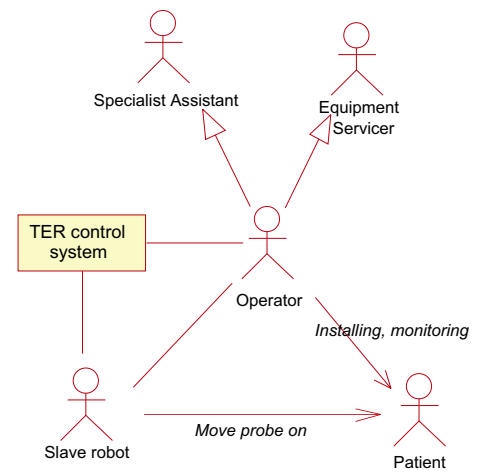 Specialist Assistant
Equipment
Servicer
TER control
system
Operator
Installing, monitoring
Move probe on
Slave robot
Patient